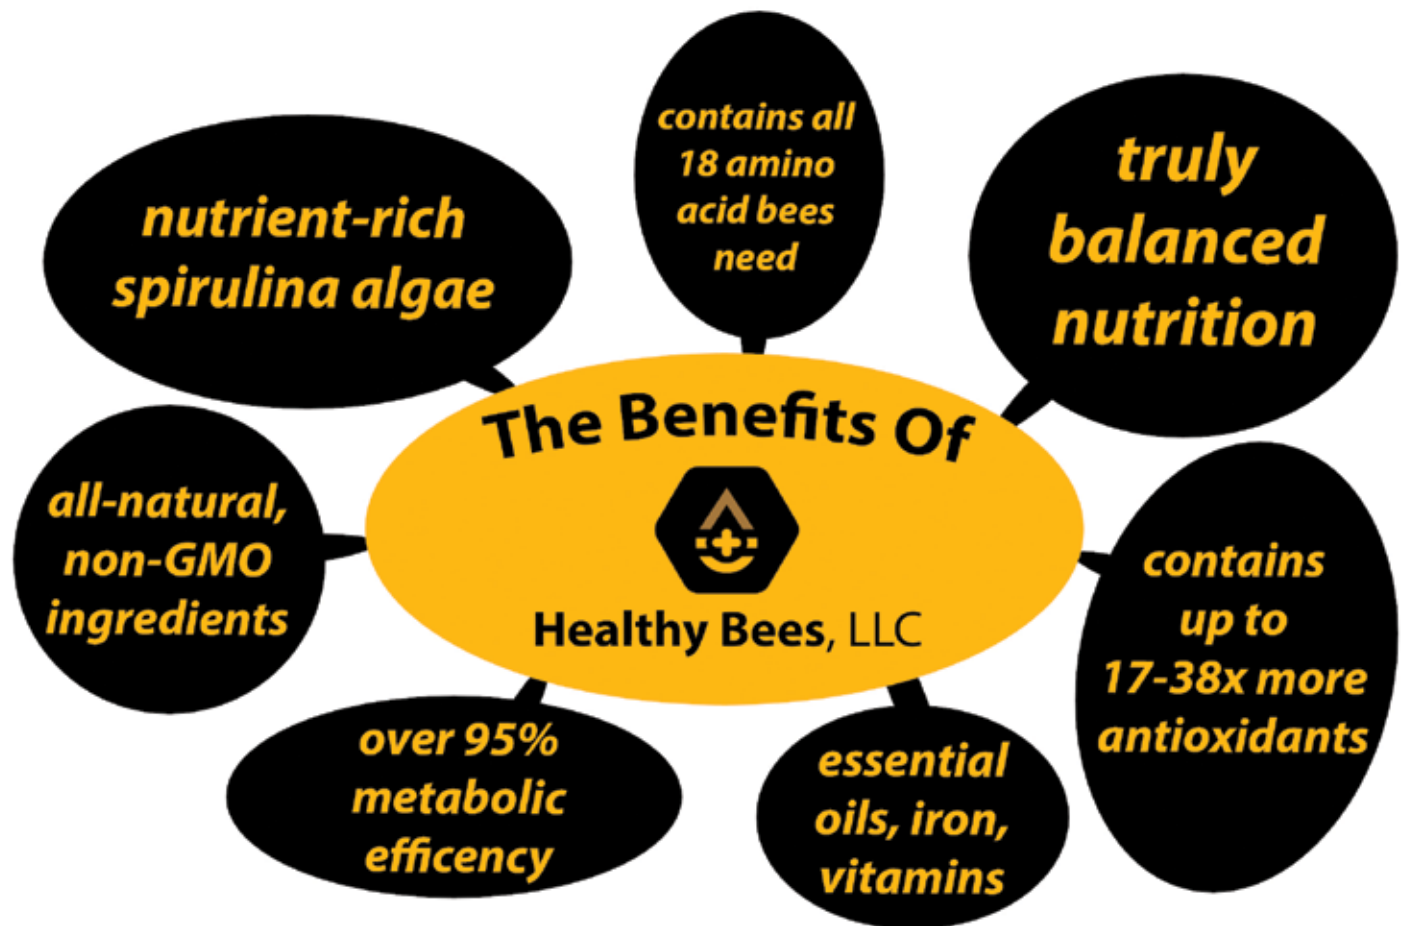 contains all
18 amino
acid bees
need
truly
balanced
nutrition
nutrient-rich
spirulina algae
The Benefits Of
Healthy Bees, LLC
all-natural,
non-GMO
ingredients
contains
up to
17-38x more
antioxidants
over 95%
metabolic
efficency
essential
oils, iron,
vitamins